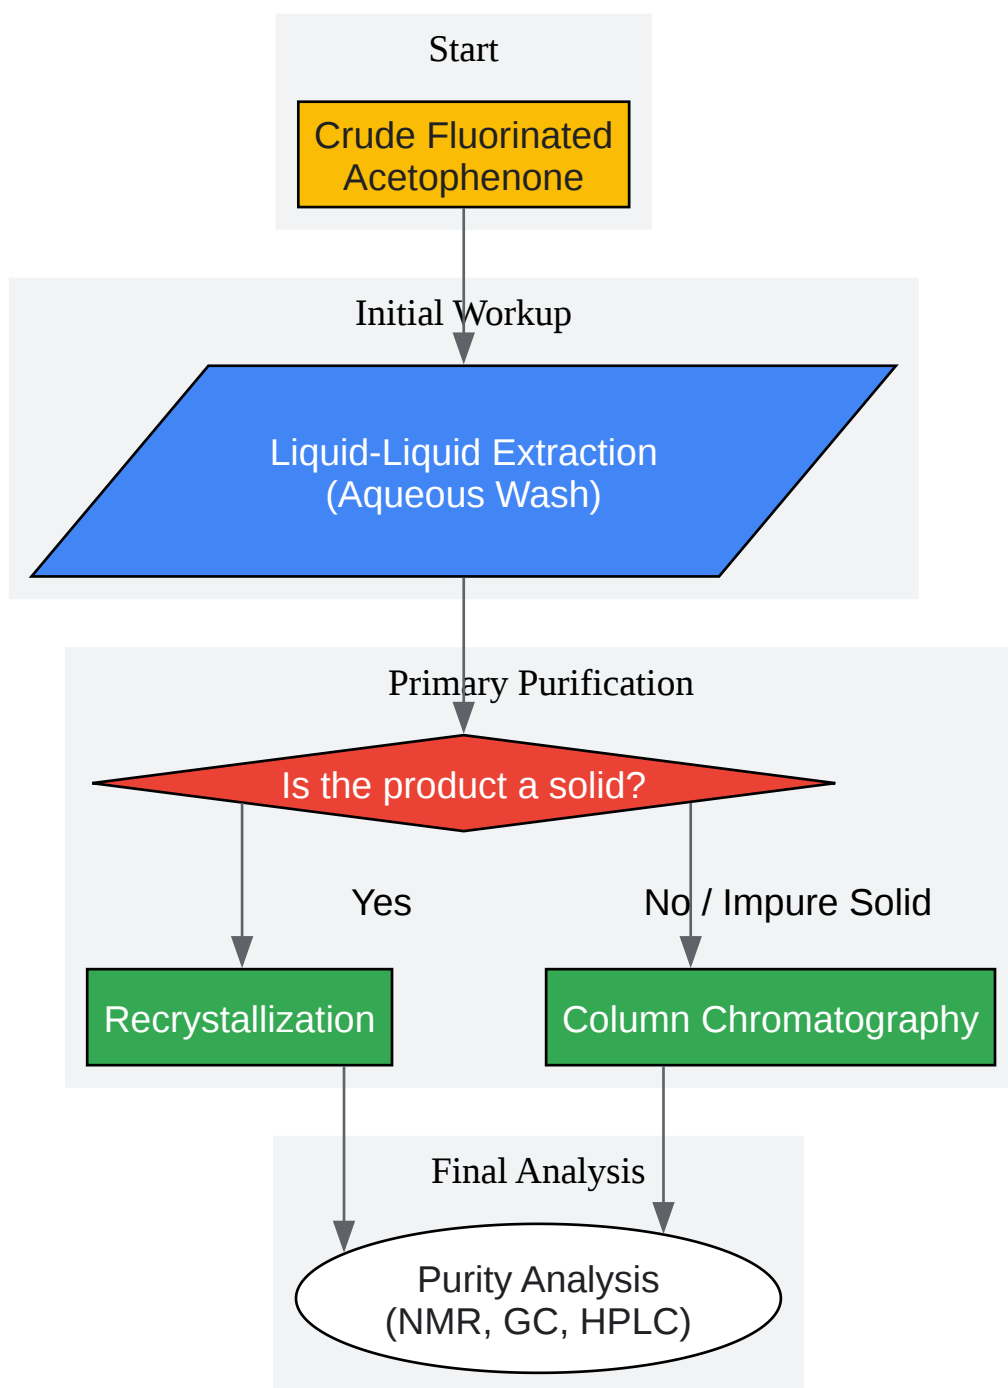 Start
Crude Fluorinated
Acetophenone
Initial Workup
Liquid-Liquid Extraction
(Aqueous Wash)
Primary Purification
Is the product a solid?
Yes
No / Impure Solid
Recrystallization
Column Chromatography
Final Analysis
Purity Analysis
(NMR, GC, HPLC)